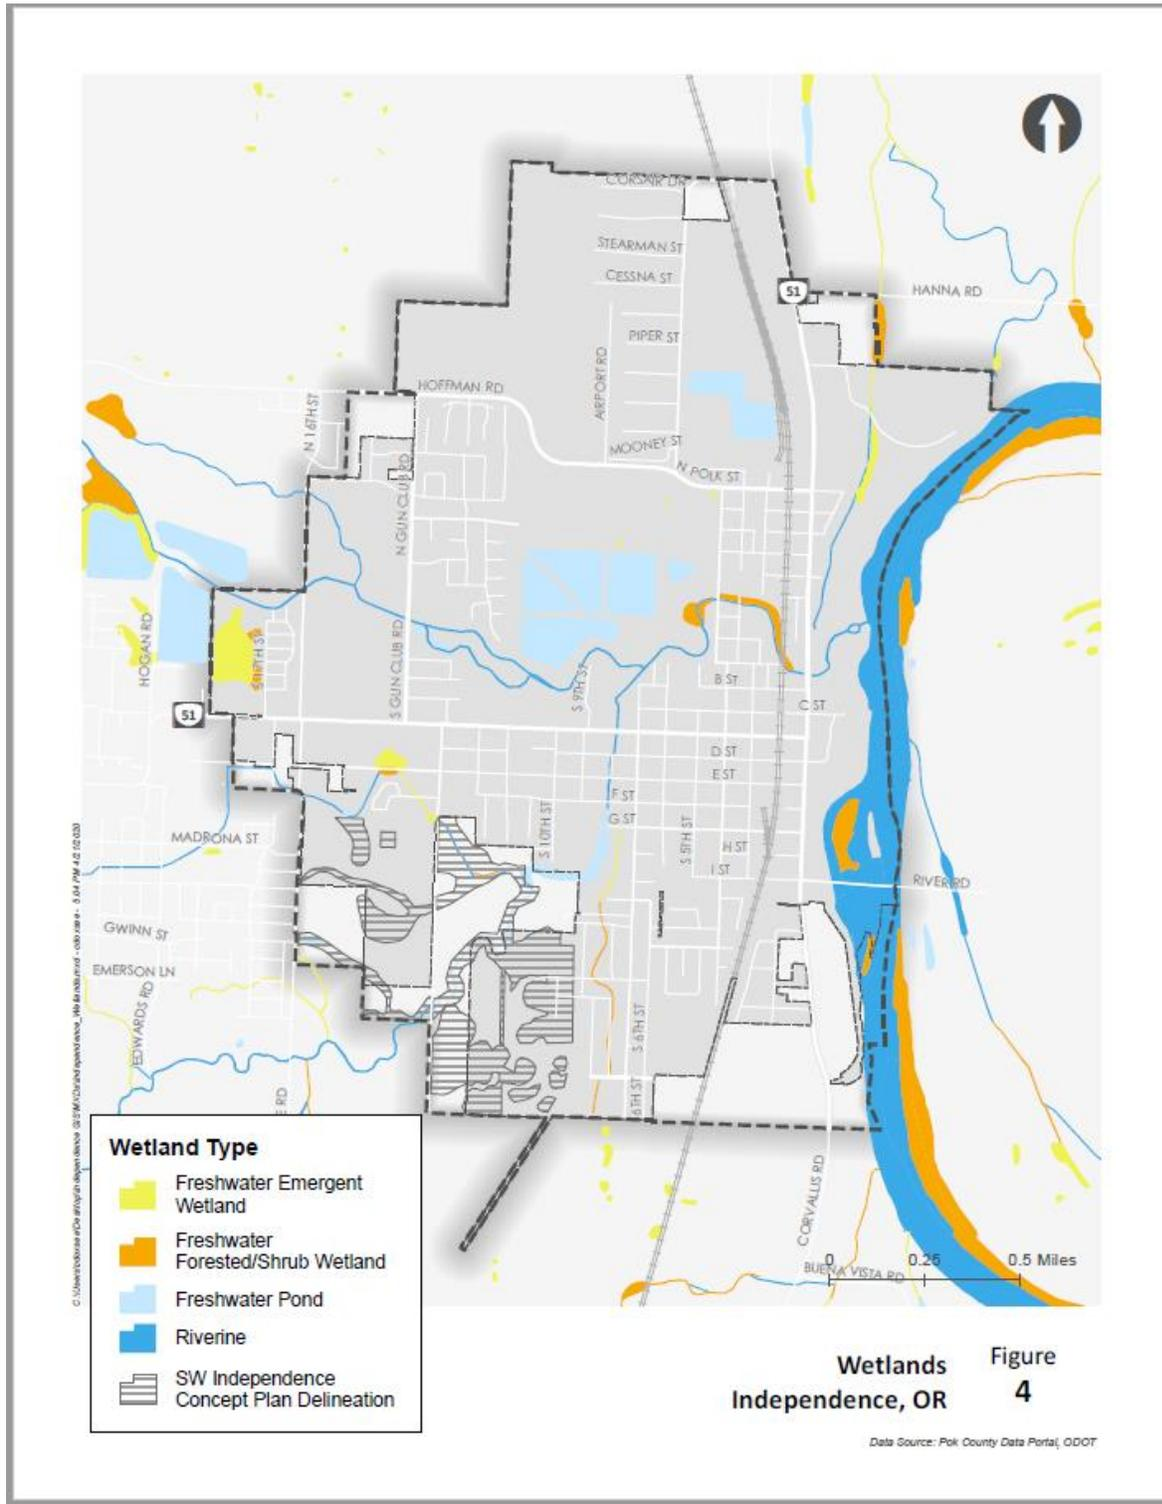 CORSAIR DR
STEARMAN ST
CESSNA ST
51
HANNA RD
PIPER ST
AIRPORT RD
HOFFMAN RD
N 16TH ST
MOONEY ST
N POLK ST
N GUN CLUB RD
HOGAN RD
S 17TH ST
S GUN CLUB RD
S 9TH ST
B ST
C ST
51
D ST
E ST
F ST
G ST
S 10TH ST
S 5TH ST
H ST
I ST
MADRONA ST
RIVER RD
GWINN ST
EMERSON LN
EDWARDS RD
S 6TH ST
6TH ST
E RD
CORVALLIS RD
BUENA VISTA RD
0 0.25 0.5 Miles
Wetland Type
Freshwater Emergent
Wetland
Freshwater
Forested/Shrub Wetland
Freshwater Pond
Riverine
SW Independence
Concept Plan Delineation
Wetlands
Independence, OR
Figure
4
Data Source: Pok County Data Portal, ODOT